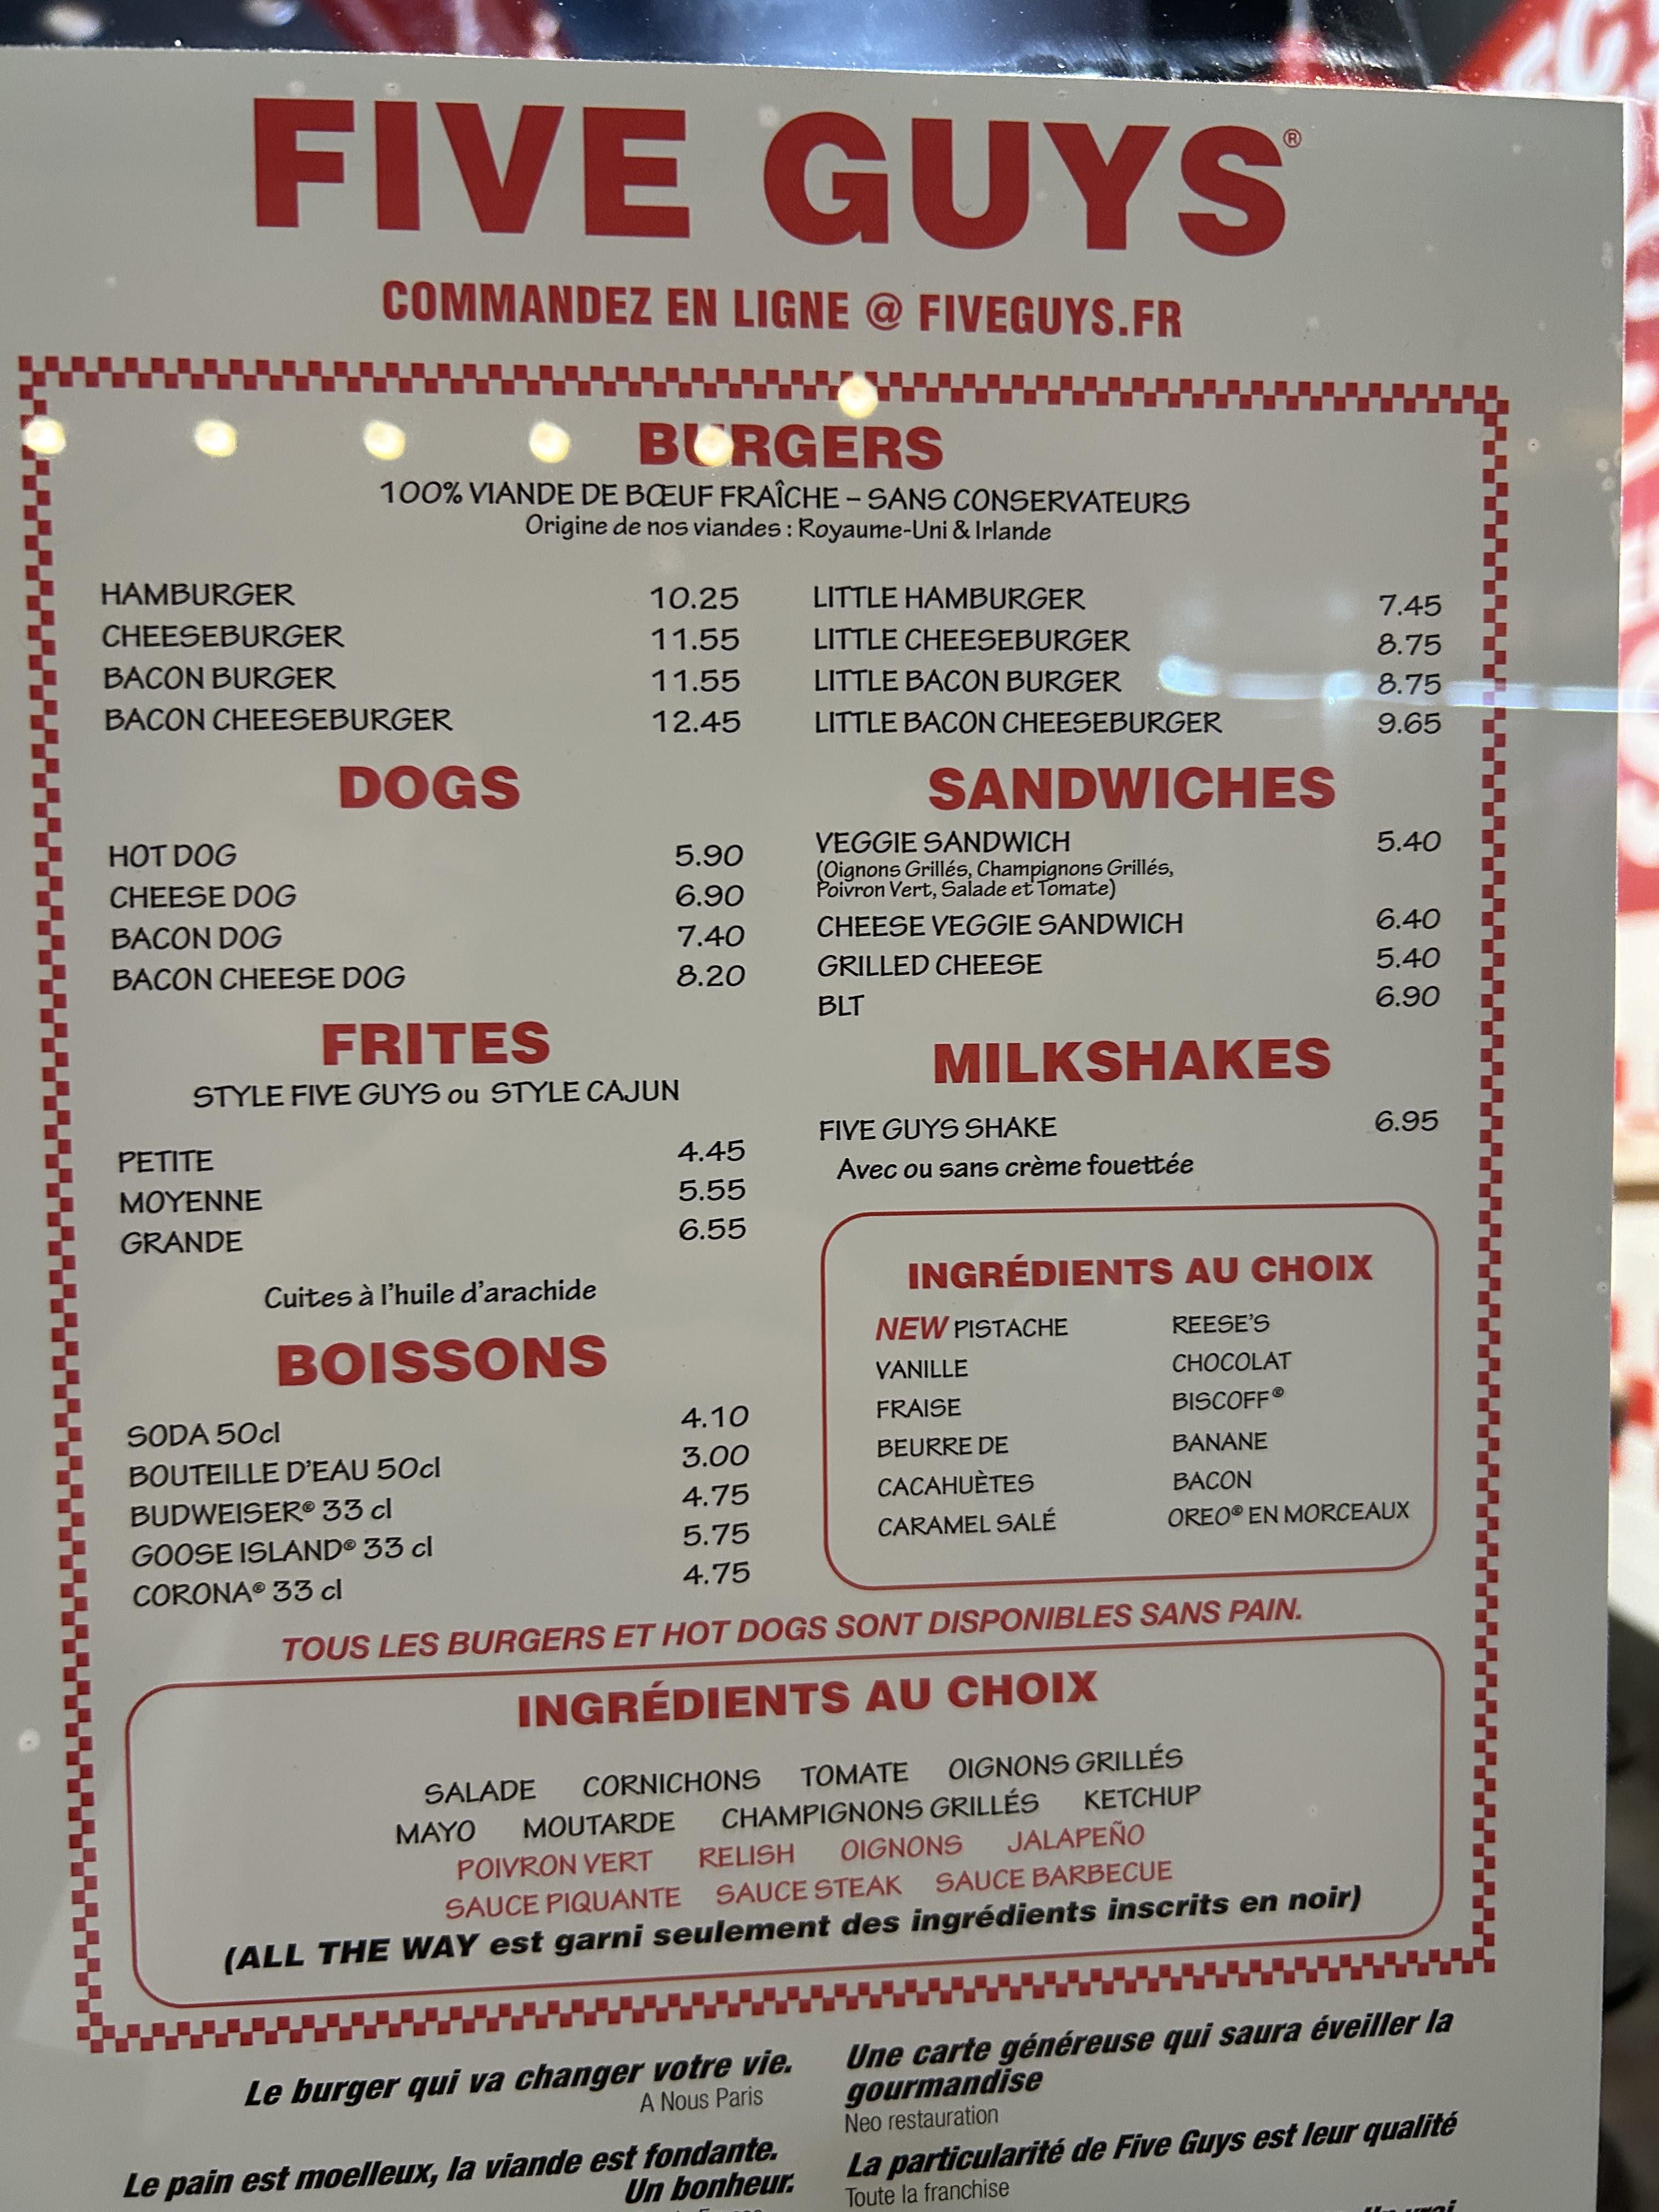 FIVE GUYS®
COMMANDEZ EN LIGNE @ FIVEGUYS.FR
BURGERS
100% VIANDE DE BŒUF FRAÎCHE – SANS CONSERVATEURS
Origine de nos viandes : Royaume-Uni & Irlande
HAMBURGER 10.25
CHEESEBURGER 11.55
BACON BURGER 11.55
BACON CHEESEBURGER 12.45
LITTLE HAMBURGER 7.45
LITTLE CHEESEBURGER 8.75
LITTLE BACON BURGER 8.75
LITTLE BACON CHEESEBURGER 9.65
DOGS
HOT DOG 5.90
CHEESE DOG 6.90
BACON DOG 7.40
BACON CHEESE DOG 8.20
SANDWICHES
VEGGIE SANDWICH 5.40
(Oignons Grillés, Champignons Grillés,
Poivron Vert, Salade et Tomate)
CHEESE VEGGIE SANDWICH 6.40
GRILLED CHEESE 5.40
BLT 6.90
FRITES
STYLE FIVE GUYS ou STYLE CAJUN
PETITE 4.45
MOYENNE 5.55
GRANDE 6.55
Cuites à l'huile d'arachide
MILKSHAKES
FIVE GUYS SHAKE 6.95
Avec ou sans crème fouettée
INGRÉDIENTS AU CHOIX
NEW PISTACHE
VANILLE
FRAISE
BEURRE DE
CACAHUÈTES
CARAMEL SALÉ
REESE'S
CHOCOLAT
BISCOFF®
BANANE
BACON
OREO® EN MORCEAUX
BOISSONS
SODA 50cl 4.10
BOUTEILLE D'EAU 50cl 3.00
BUDWEISER® 33 cl 4.75
GOOSE ISLAND® 33 cl 5.75
CORONA® 33 cl 4.75
TOUS LES BURGERS ET HOT DOGS SONT DISPONIBLES SANS PAIN.
INGRÉDIENTS AU CHOIX
SALADE CORNICHONS TOMATE OIGNONS GRILLÉS
MAYO MOUTARDE CHAMPIGNONS GRILLÉS KETCHUP
POIVRON VERT RELISH OIGNONS JALAPEÑO
SAUCE PIQUANTE SAUCE STEAK SAUCE BARBECUE
(ALL THE WAY est garni seulement des ingrédients inscrits en noir)
Le burger qui va changer votre vie.
A Nous Paris
Le pain est moelleux, la viande est fondante.
Un bonheur.
Une carte généreuse qui saura éveiller la
gourmandise
Neo restauration
La particularité de Five Guys est leur qualité
Toute la franchise